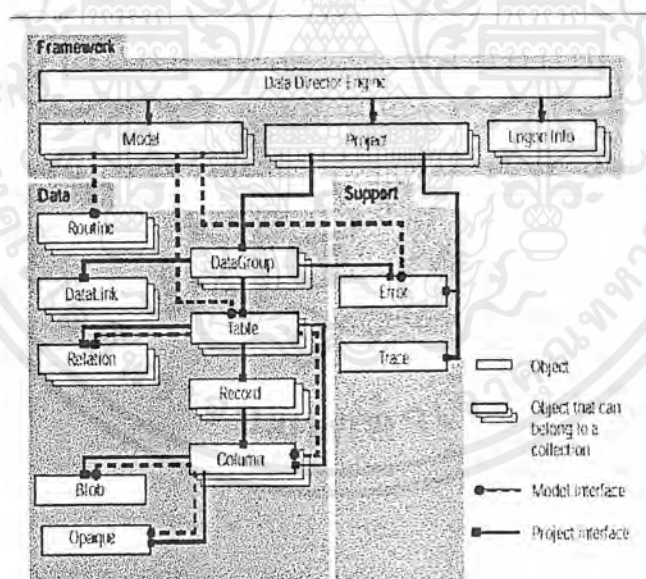 Framework
Data Director Engine
Model
Project
Logon Info
Data
Support
Routine
DataGroup
DataLink
Error
Table
Relation
Trace
Record
Column
Blob
Opaque
Object
Object that can
belong to a
collection
Model Interface
Project Interface